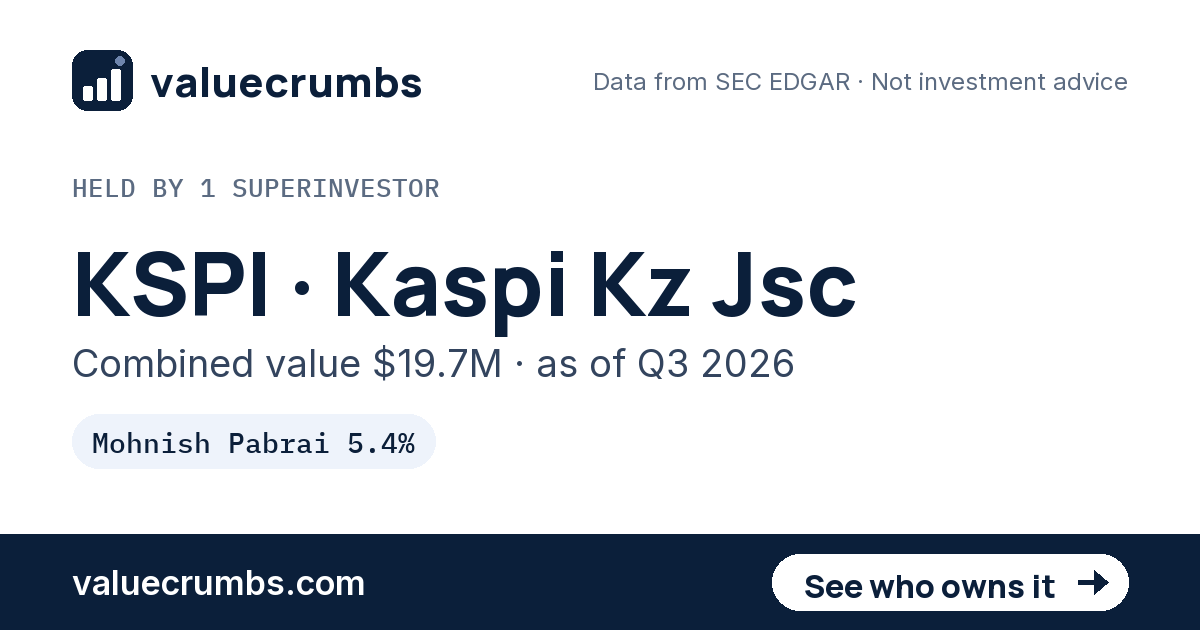 valuecrumbs
Data from SEC EDGAR · Not investment advice
HELD BY 1 SUPERINVESTOR
KSPI · Kaspi Kz Jsc
Combined value $19.7M · as of Q3 2026
Mohnish Pabrai 5.4%
valuecrumbs.com
See who owns it →